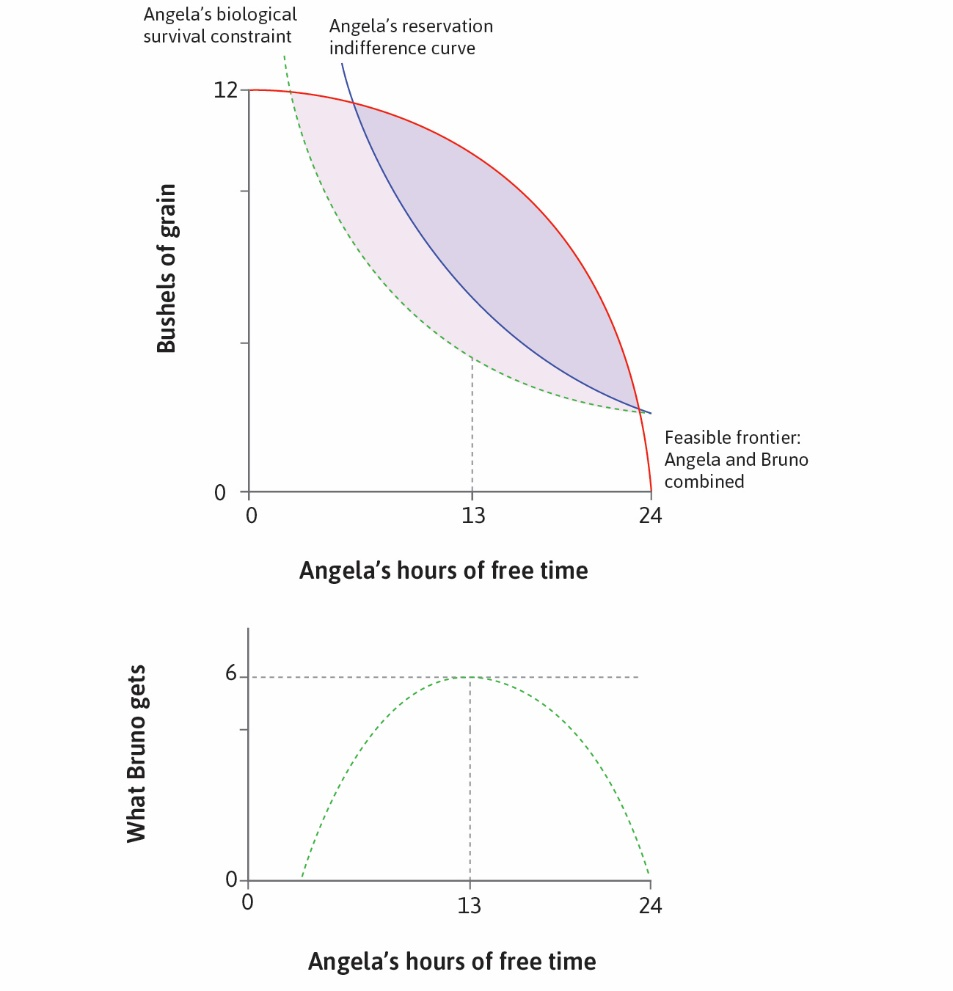 Angela’s biological
survival constraint
Angela’s reservation
indifference curve
12
Bushels of grain
0
0
13
24
Feasible frontier:
Angela and Bruno
combined
Angela’s hours of free time
What Bruno gets
6
0
0
13
24
Angela’s hours of free time